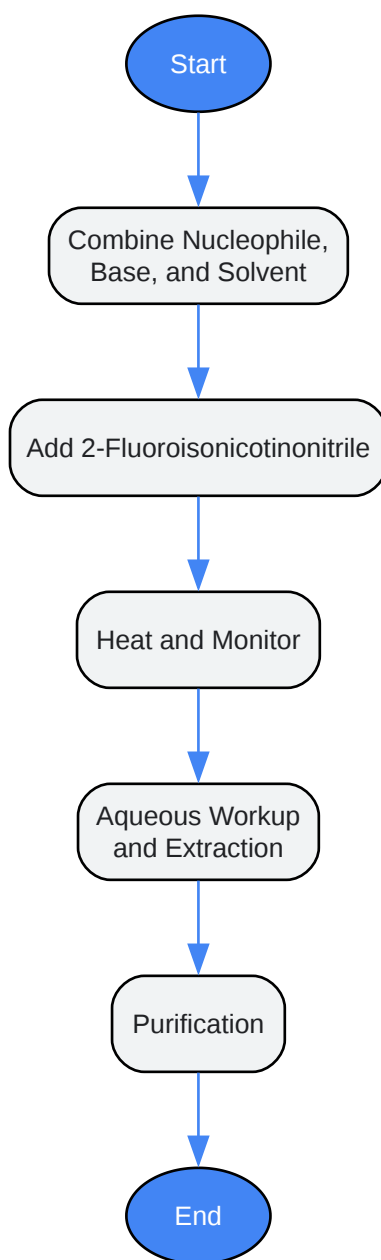 Start
Combine Nucleophile,
Base, and Solvent
Add 2-Fluoroisonicotinonitrile
Heat and Monitor
Aqueous Workup
and Extraction
Purification
End